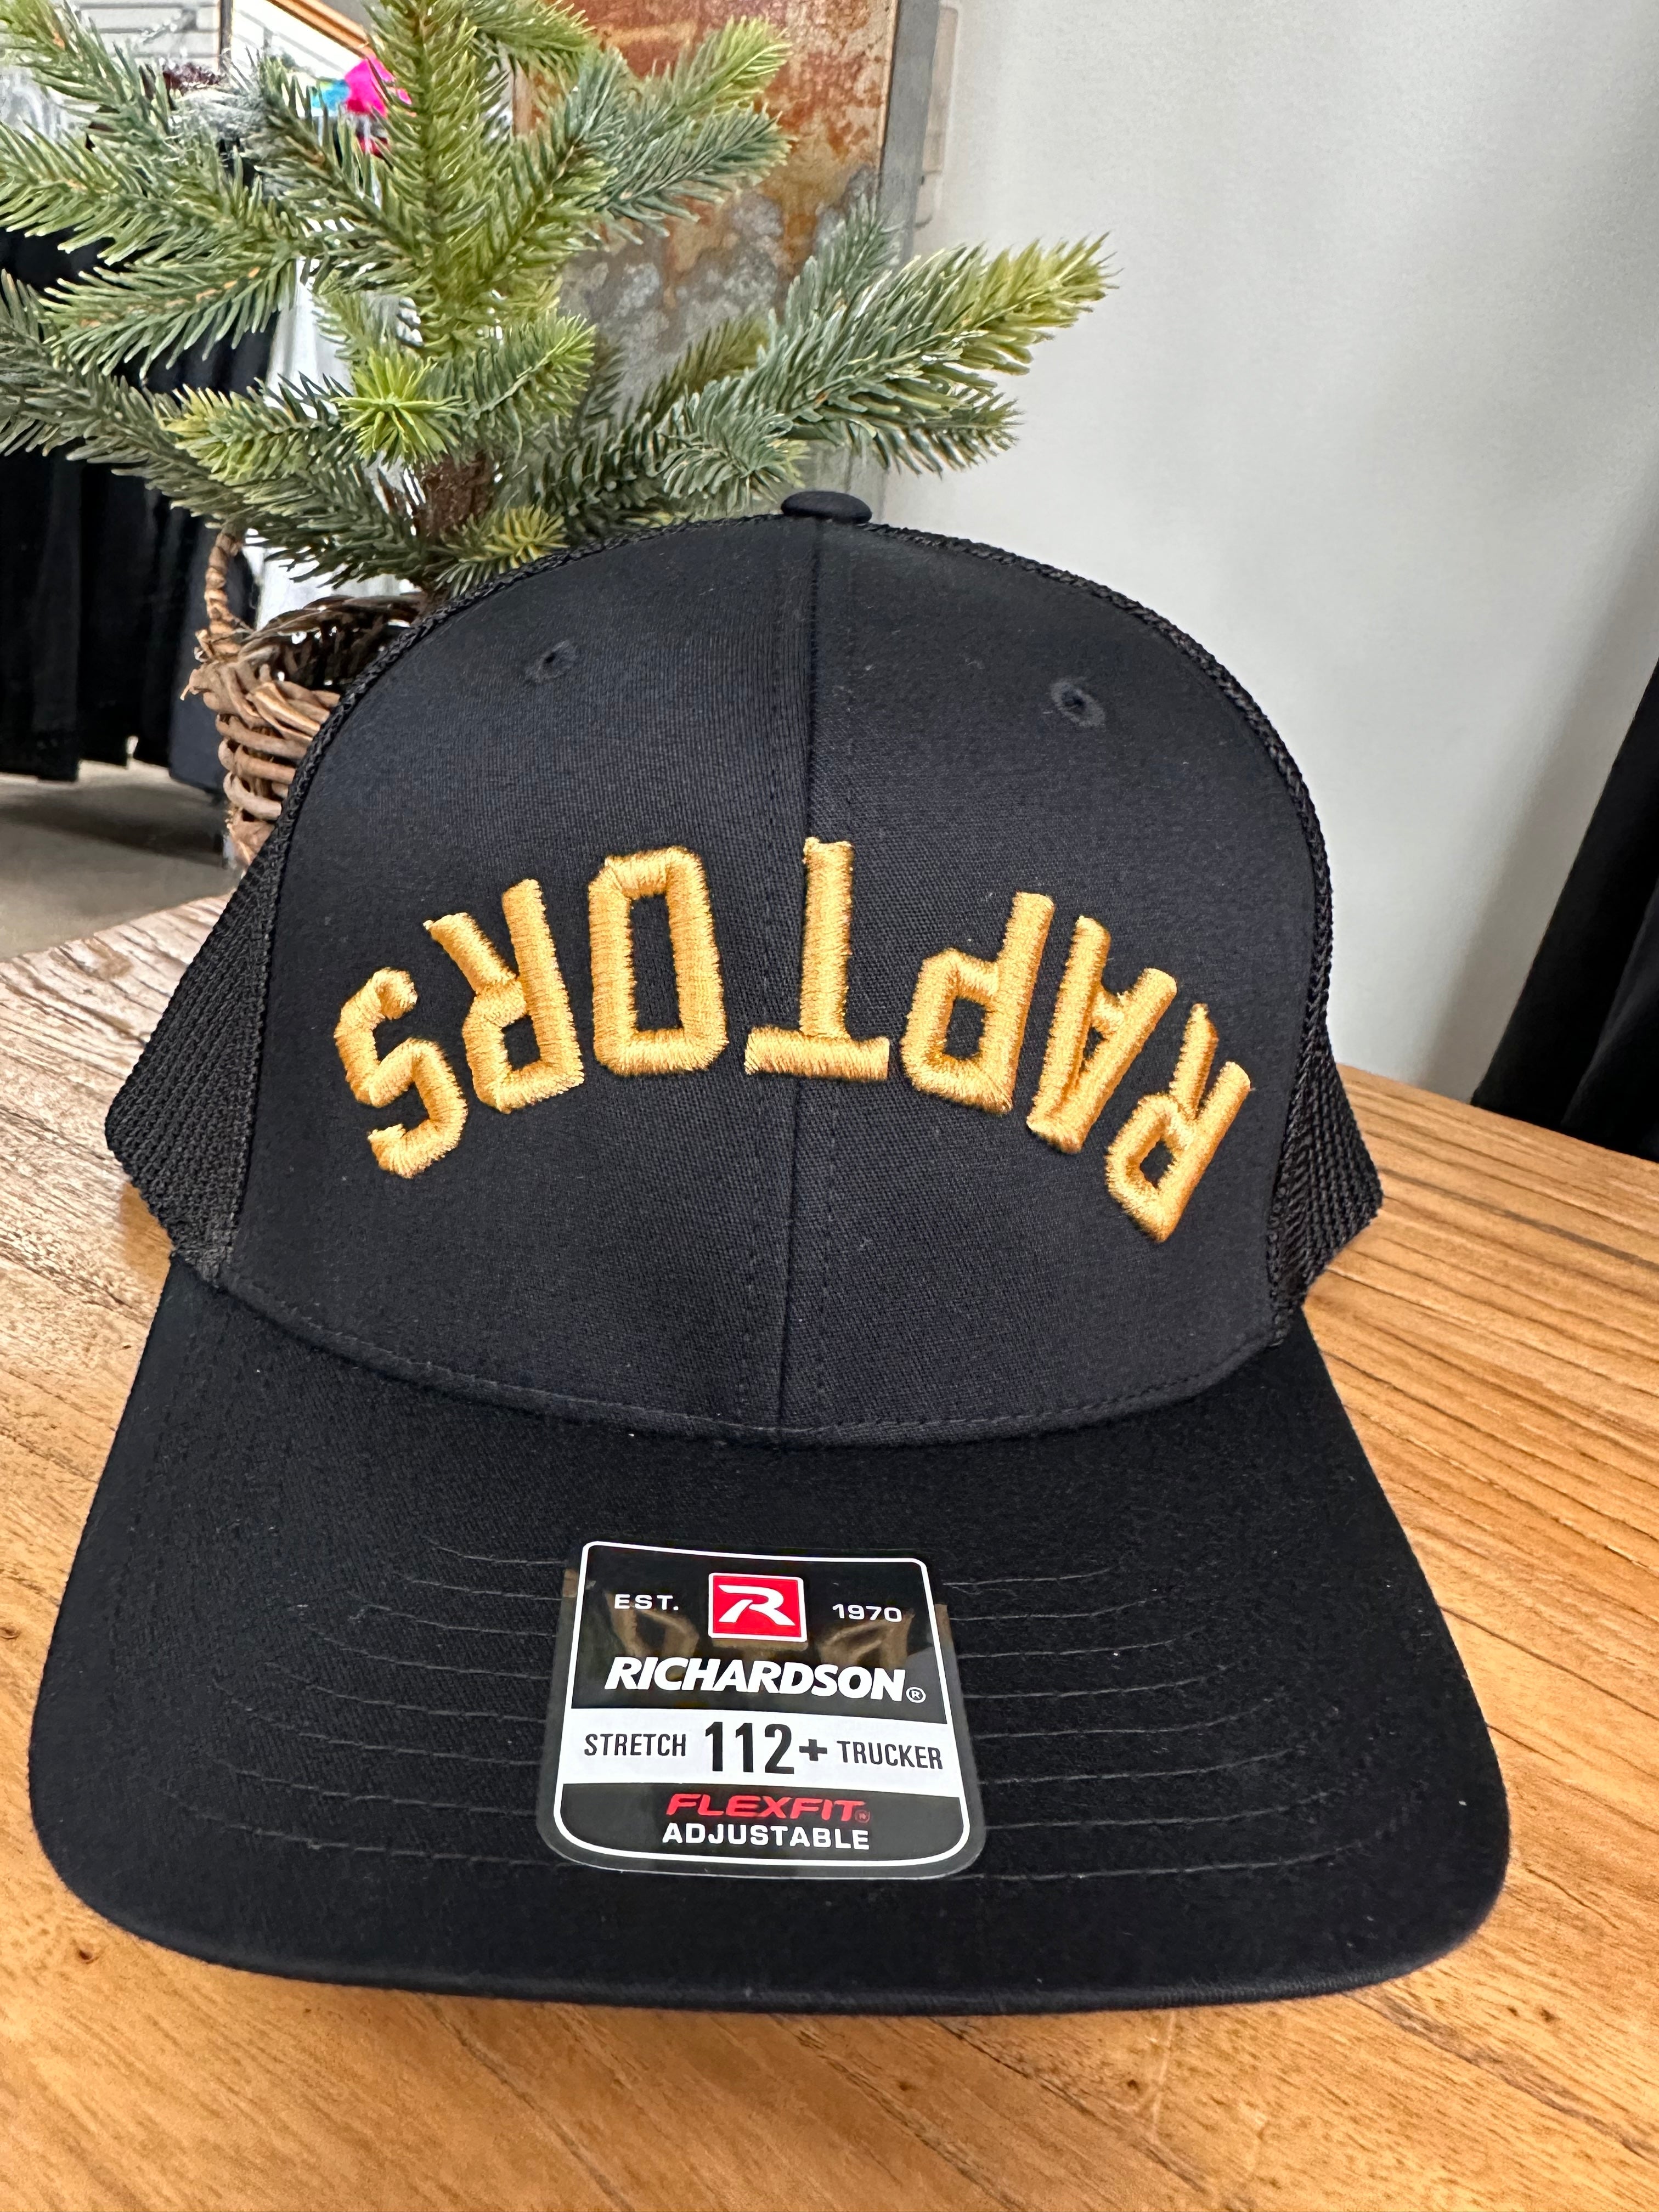 RAPTORS
EST. R 1970
RICHARDSON®
STRETCH 112+ TRUCKER
FLEXFIT®
ADJUSTABLE